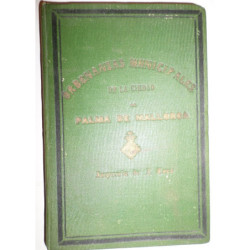 ORDENANZAS MUNICIPALES
DE LA CIUDAD
DE
PALMA DE MALLORCA